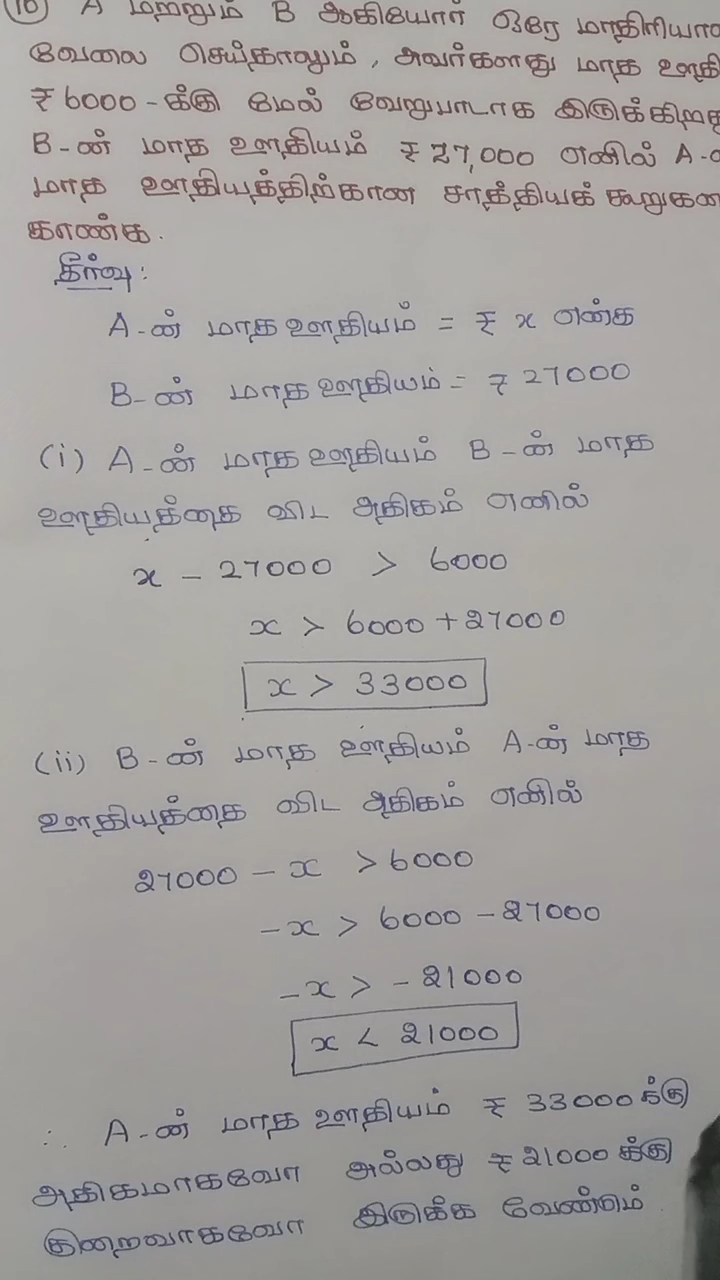 (10) A மற்றும் B ஆகியோர் ஒரே மாதிரியா
வேலை செய்தாலும், அவர்களது மாத ஊதி
₹ 6000-க்கு மேல் வேறுபாடாக இருக்கிறது
B-ன் மாத ஊதியம் ₹ 27,000 எனில் A-
மாத ஊதியத்திற்கான சாத்தியக் கூறுகளை
காண்க.
தீர்வு:
A-ன் மாத ஊதியம் = ₹ x என்க
B-ன் மாத ஊதியம் = ₹ 27000
(i) A-ன் மாத ஊதியம் B-ன் மாத
ஊதியத்தை விட அதிகம் எனில்
x - 27000 > 6000
x > 6000 + 27000
x > 33000
(ii) B-ன் மாத ஊதியம் A-ன் மாத
ஊதியத்தை விட அதிகம் எனில்
27000 - x > 6000
-x > 6000 - 27000
-x > - 21000
x < 21000
∴ A-ன் மாத ஊதியம் ₹ 33000 க்கு
அதிகமாகவோ அல்லது ₹ 21000 க்கு
குறைவாகவோ இருக்க வேண்டும்.